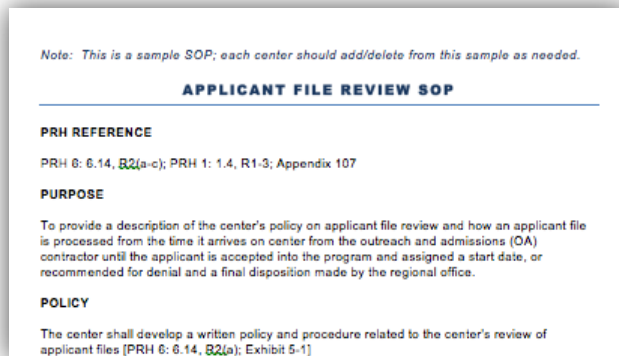 Note: This is a sample SOP; each center should add/delete from this sample as needed.
APPLICANT FILE REVIEW SOP
PRH REFERENCE
PRH 6: 6.14, R2(a-c); PRH 1: 1.4, R1-3; Appendix 107
PURPOSE
To provide a description of the center's policy on applicant file review and how an applicant file
is processed from the time it arrives on center from the outreach and admissions (OA)
contractor until the applicant is accepted into the program and assigned a start date, or
recommended for denial and a final disposition made by the regional office.
POLICY
The center shall develop a written policy and procedure related to the center's review of
applicant files [PRH 6: 6.14, R2(a); Exhibit 5-1]